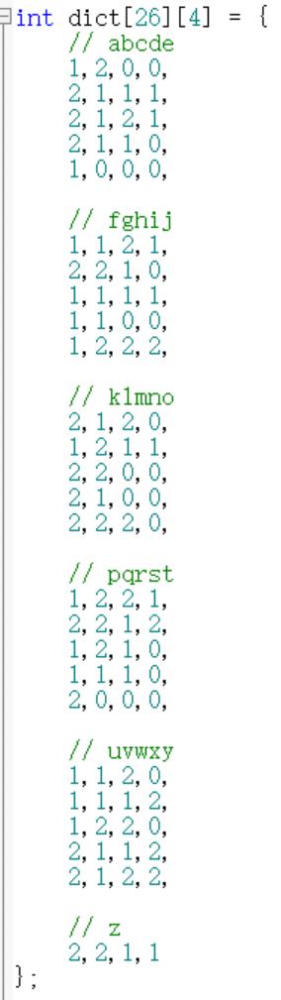 int dict[26][4] = {
// abcde
1, 2, 0, 0,
2, 1, 1, 1,
2, 1, 2, 1,
2, 1, 1, 0,
1, 0, 0, 0,
// fghij
1, 1, 2, 1,
2, 2, 1, 0,
1, 1, 1, 1,
1, 1, 0, 0,
1, 2, 2, 2,
// klmno
2, 1, 2, 0,
1, 2, 1, 1,
2, 2, 0, 0,
2, 1, 0, 0,
2, 2, 2, 0,
// pqrst
1, 2, 2, 1,
2, 2, 1, 2,
1, 2, 1, 0,
1, 1, 1, 0,
2, 0, 0, 0,
// uvwxy
1, 1, 2, 0,
1, 1, 1, 2,
1, 2, 2, 0,
2, 1, 1, 2,
2, 1, 2, 2,
// z
2, 2, 1, 1
};